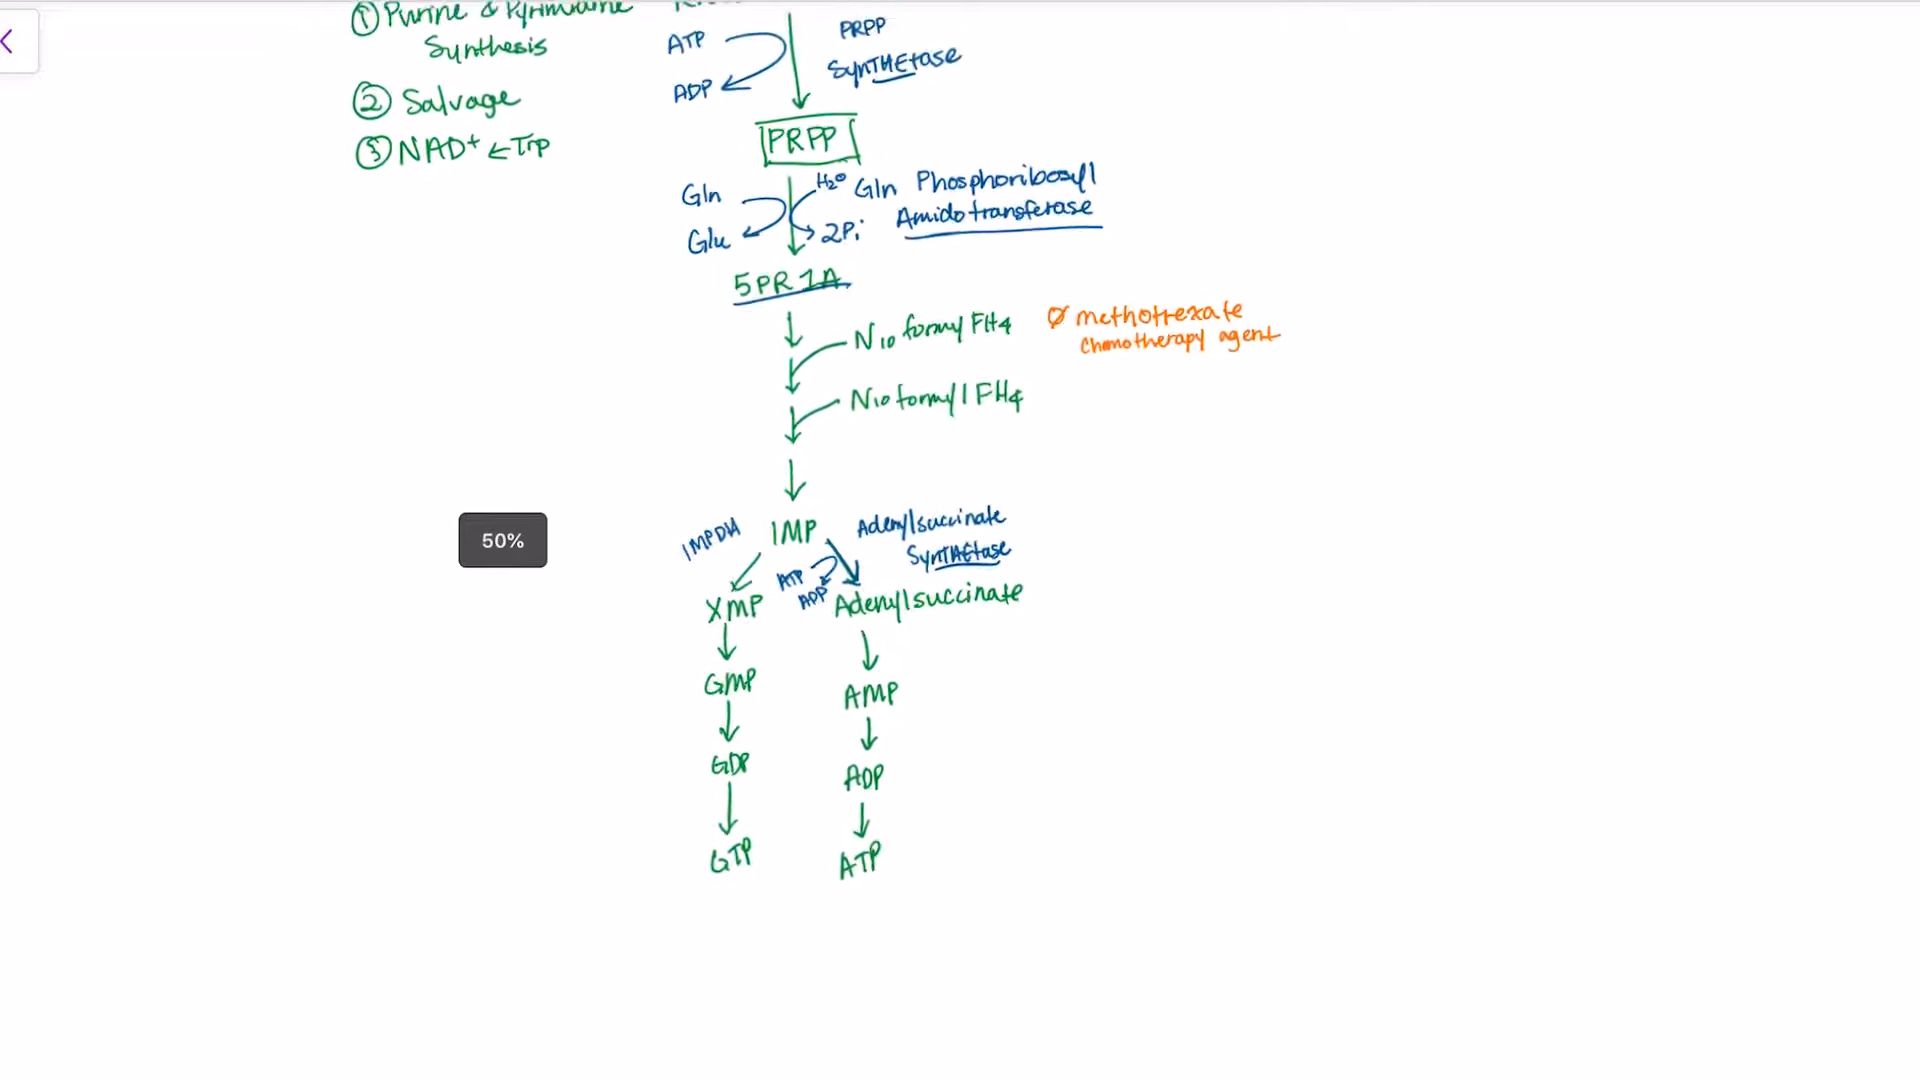 ① Purine & Pyrimidine
Synthesis
② Salvage
③ NAD+ ← Trp
ATP
ADP
PRPP
SynTHEtase
PRPP
Gln
Glu
H2O
2Pi
Gln Phosphoribosyl
Amidotransferase
5PR1A
N10 formyl FH4
Ø methotrexate
Chemotherapy agent
N10 formyl FH4
50%
IMPDH
IMP
Adenylsuccinate
SynTHEtase
ATP
ADP
XMP
Adenylsuccinate
GMP
AMP
GDP
ADP
GTP
ATP